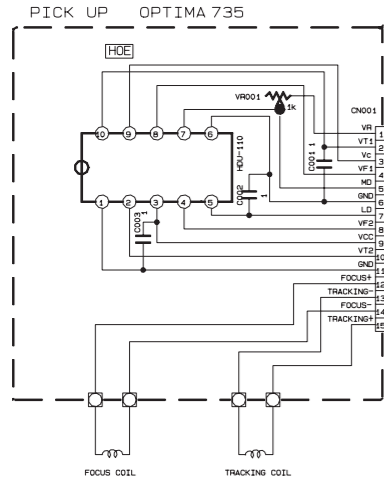 PICK UP OPTIMA 735
HOE
VR001
1k
CN001
10 9 8 7 6
HDU-110
1 2 3 4 5
C001 1
C002 1
C003 1
VR 1
VT1 2
Vc 3
VF1 4
MD 5
GND 6
LD 7
VF2 8
VCC 9
VT2 10
GND 11
FOCUS+ 12
TRACKING- 13
FOCUS- 14
TRACKING+ 15
FOCUS COIL
TRACKING COIL